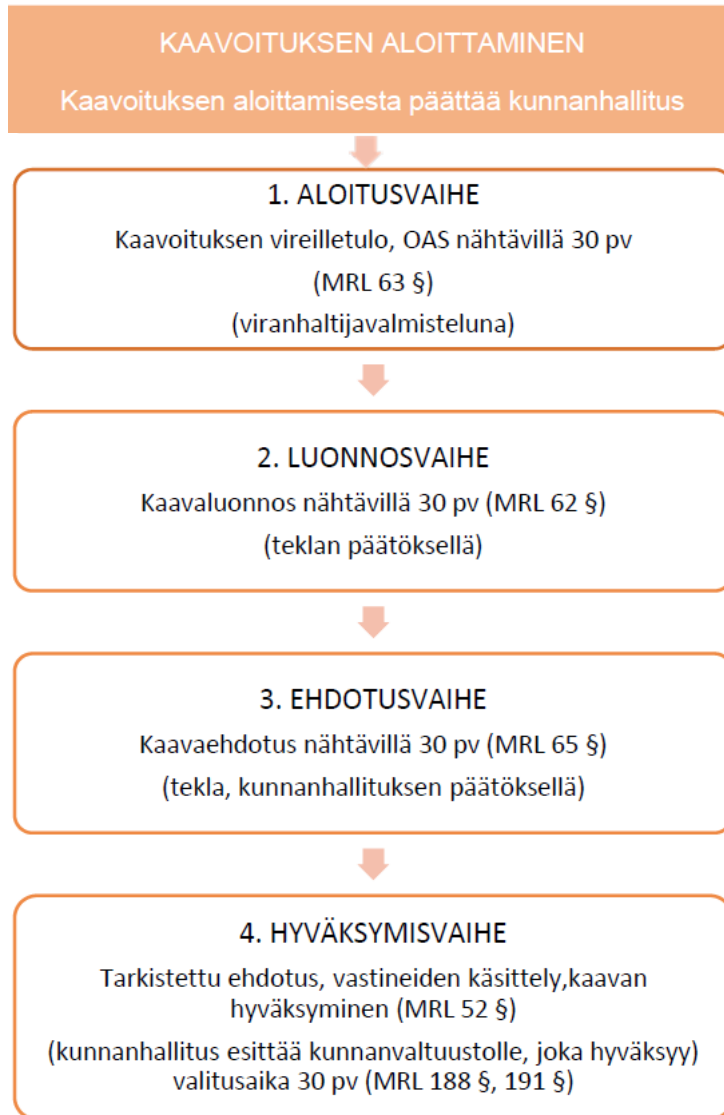 KAAVOITUKSEN ALOITTAMINEN
Kaavoituksen aloittamisesta päättää kunnanhallitus
1. ALOITUSVAIHE
Kaavoituksen vireilletulo, OAS nähtävillä 30 pv
(MRL 63 §)
(viranhaltijavalmisteluna)
2. LUONNOSVAIHE
Kaavaluonnos nähtävillä 30 pv (MRL 62 §)
(teklan päätöksellä)
3. EHDOTUSVAIHE
Kaavaehdotus nähtävillä 30 pv (MRL 65 §)
(tekla, kunnanhallituksen päätöksellä)
4. HYVÄKSYMISVAIHE
Tarkistettu ehdotus, vastineiden käsittely,kaavan
hyväksyminen (MRL 52 §)
(kunnanhallitus esittää kunnanvaltuustolle, joka hyväksyy)
valitusaika 30 pv (MRL 188 §, 191 §)